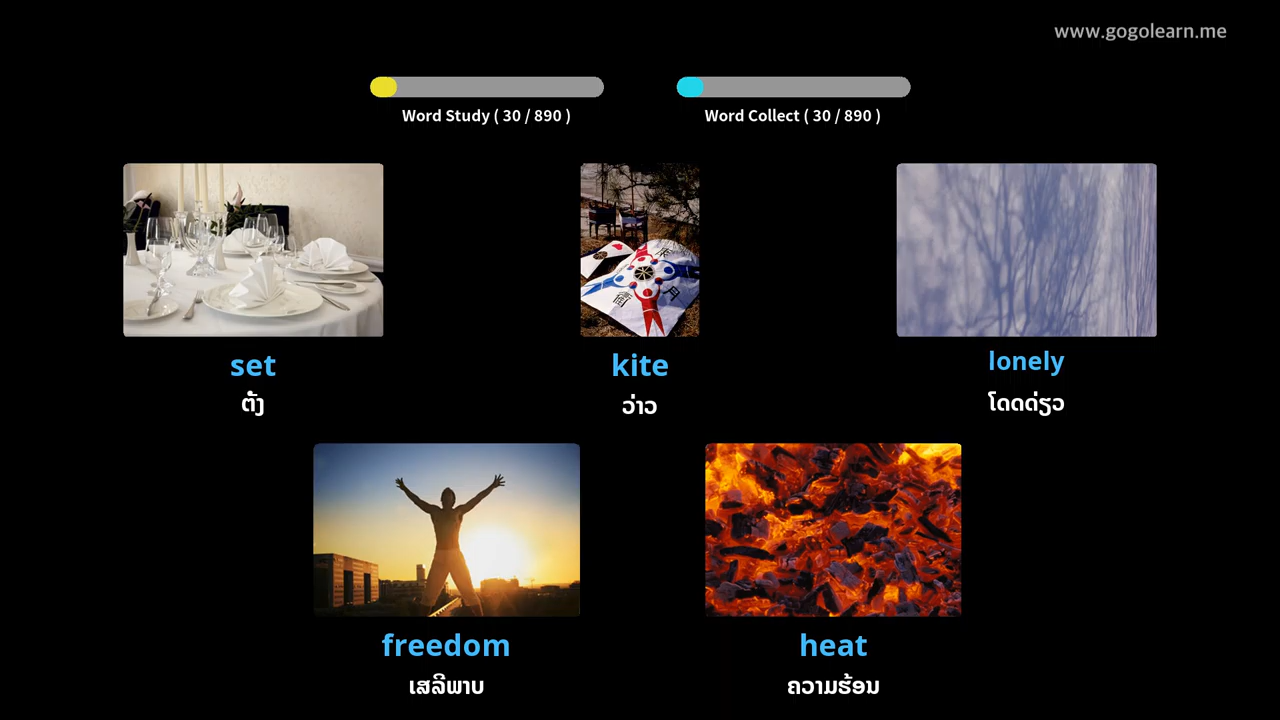 www.gogolearn.me
Word Study ( 30 / 890 )
Word Collect ( 30 / 890 )
set
ຕັ້ງ
kite
ວ່າວ
lonely
ໂດດດ່ຽວ
freedom
ເສລີພາບ
heat
ຄວາມຮ້ອນ